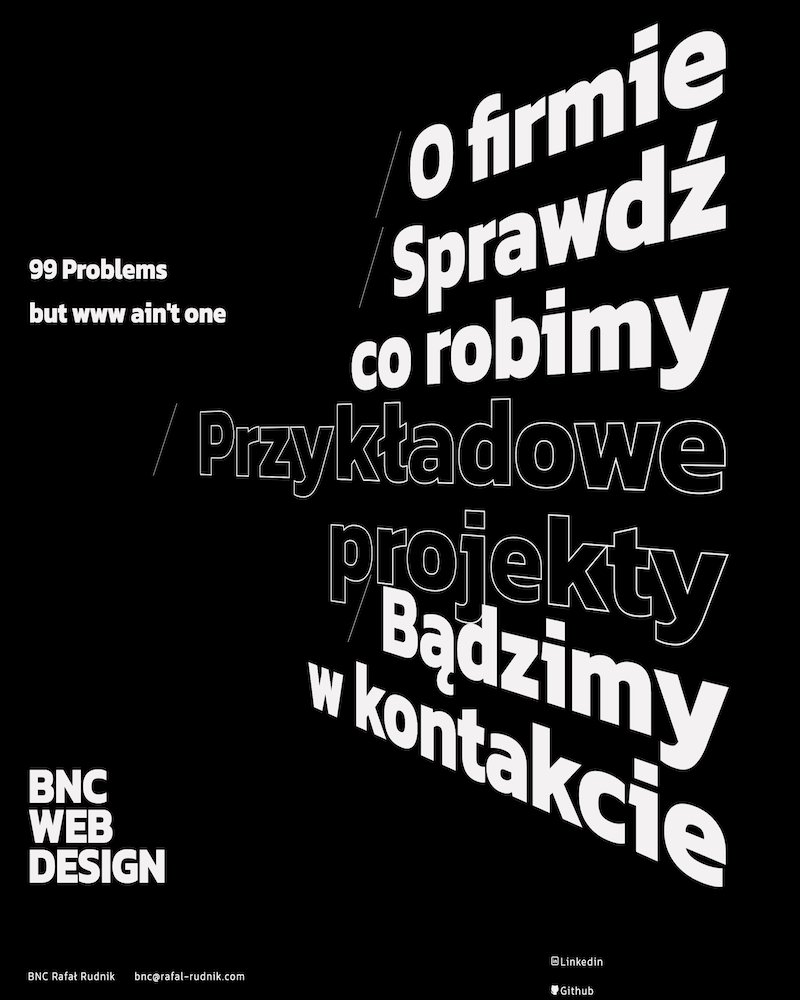 O firmie
Sprawdź
co robimy
99 Problems
but www ain't one
Przykładowe
projekty
Bądzimy
w kontakcie
BNC
WEB
DESIGN
BNC Rafał Rudnik bnc@rafal-rudnik.com
Linkedin
Github